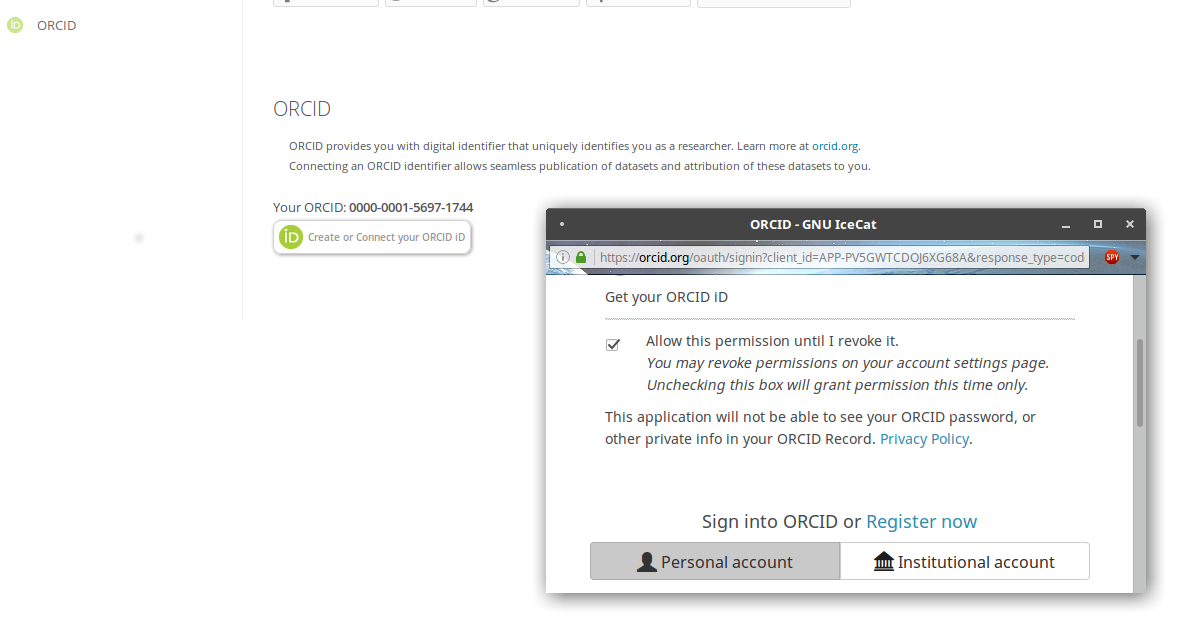 iD ORCID
ORCID
ORCID provides you with digital identifier that uniquely identifies you as a researcher. Learn more at orcid.org.
Connecting an ORCID identifier allows seamless publication of datasets and attribution of these datasets to you.
Your ORCID: 0000-0001-5697-1744
iD Create or Connect your ORCID iD
ORCID - GNU IceCat
https://orcid.org/oauth/signin?client_id=APP-PV5GWTCDOJ6XG68A&response_type=cod
SPY
Get your ORCID iD
Allow this permission until I revoke it.
You may revoke permissions on your account settings page.
Unchecking this box will grant permission this time only.
This application will not be able to see your ORCID password, or
other private info in your ORCID Record. Privacy Policy.
Sign into ORCID or Register now
Personal account
Institutional account